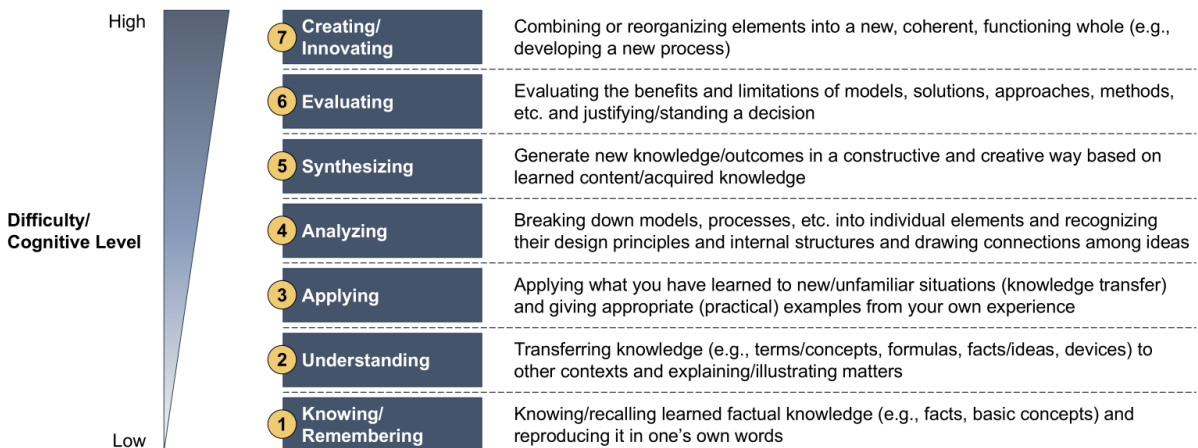 High
7
Creating/
Innovating
Combining or reorganizing elements into a new, coherent, functioning whole (e.g.,
developing a new process)
6
Evaluating
Evaluating the benefits and limitations of models, solutions, approaches, methods,
etc. and justifying/standing a decision
5
Synthesizing
Generate new knowledge/outcomes in a constructive and creative way based on
learned content/acquired knowledge
Difficulty/
Cognitive Level
4
Analyzing
Breaking down models, processes, etc. into individual elements and recognizing
their design principles and internal structures and drawing connections among ideas
3
Applying
Applying what you have learned to new/unfamiliar situations (knowledge transfer)
and giving appropriate (practical) examples from your own experience
2
Understanding
Transferring knowledge (e.g., terms/concepts, formulas, facts/ideas, devices) to
other contexts and explaining/illustrating matters
1
Knowing/
Remembering
Knowing/recalling learned factual knowledge (e.g., facts, basic concepts) and
reproducing it in one's own words
Low